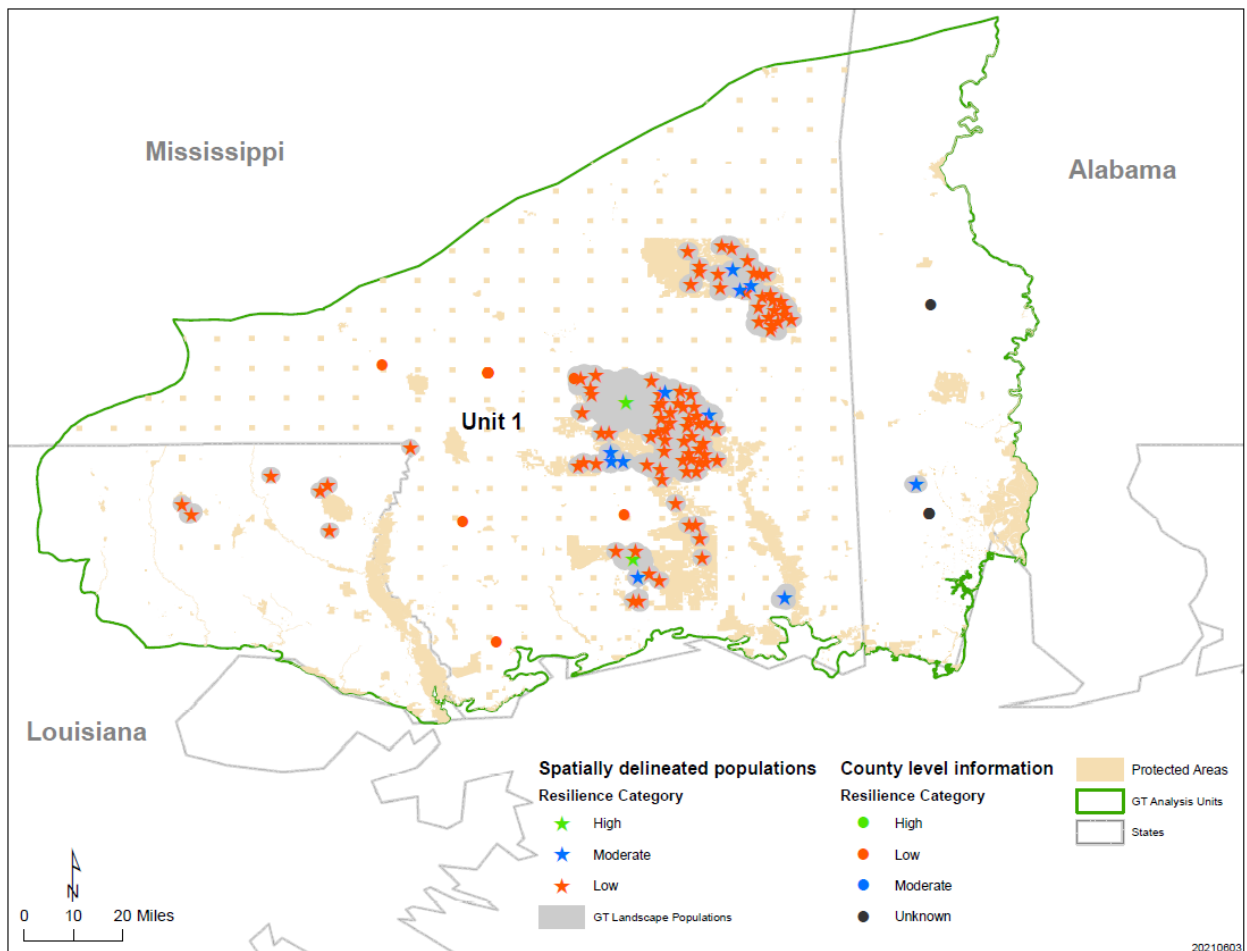 Mississippi
Alabama
Unit 1
Louisiana
Spatially delineated populations
Resilience Category
High
Moderate
Low
GT Landscape Populations
County level information
Resilience Category
High
Low
Moderate
Unknown
Protected Areas
GT Analysis Units
States
N
0 10 20 Miles
20210603